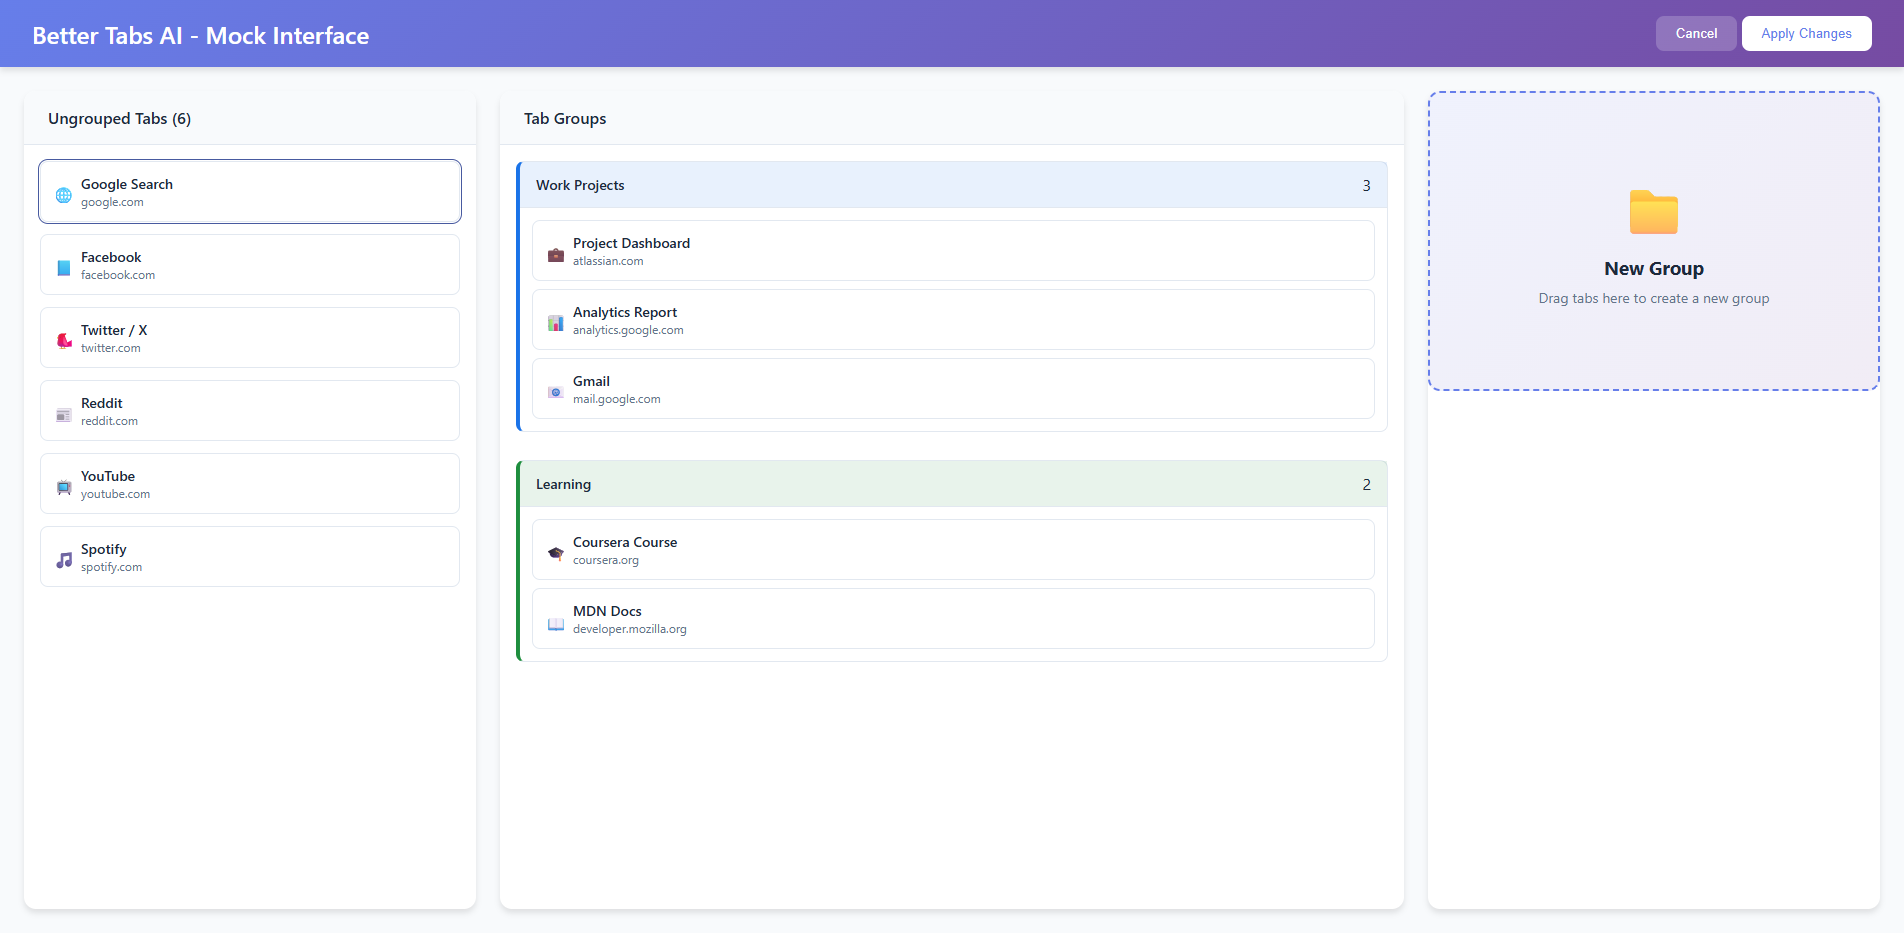 Better Tabs AI - Mock Interface
Cancel
Apply Changes
Ungrouped Tabs (6)
Google Search
google.com
Facebook
facebook.com
Twitter / X
twitter.com
Reddit
reddit.com
YouTube
youtube.com
Spotify
spotify.com
Tab Groups
Work Projects
3
Project Dashboard
atlassian.com
Analytics Report
analytics.google.com
Gmail
mail.google.com
Learning
2
Coursera Course
coursera.org
MDN Docs
developer.mozilla.org
New Group
Drag tabs here to create a new group